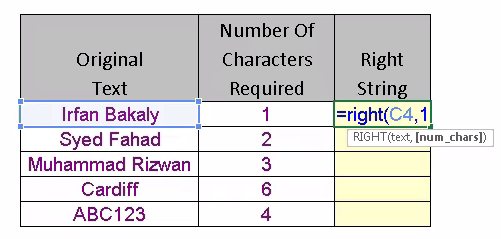 Original Text
Number Of Characters Required
Right String
Irfan Bakaly 1 =right(C4,1
RIGHT(text, [num_chars])
Syed Fahad 2
Muhammad Rizwan 3
Cardiff 6
ABC123 4